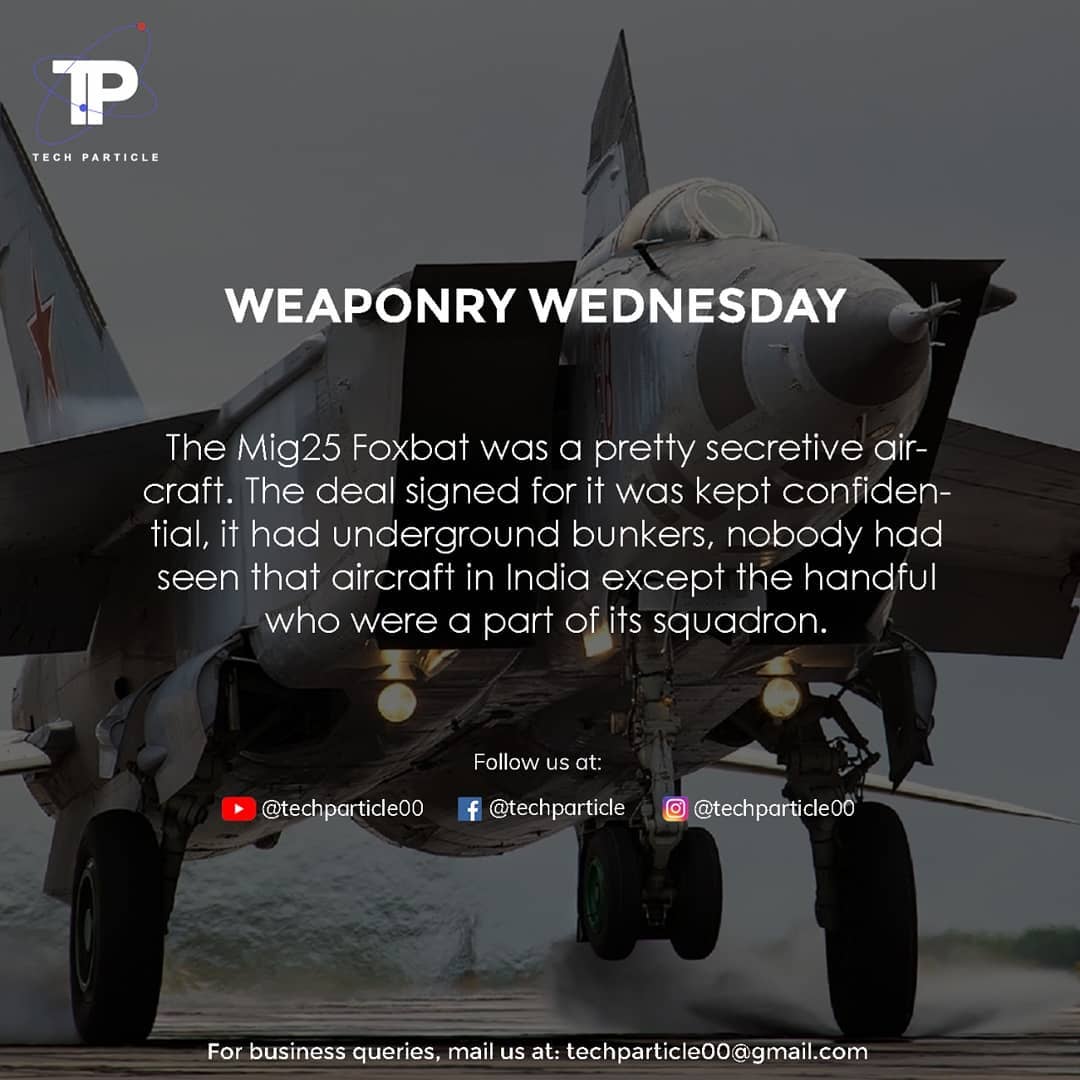 TP
TECH PARTICLE
WEAPONRY WEDNESDAY
The Mig25 Foxbat was a pretty secretive air-
craft. The deal signed for it was kept confiden-
tial, it had underground bunkers, nobody had
seen that aircraft in India except the handful
who were a part of its squadron.
Follow us at:
@techparticle00 @techparticle @techparticle00
For business queries, mail us at: techparticle00@gmail.com